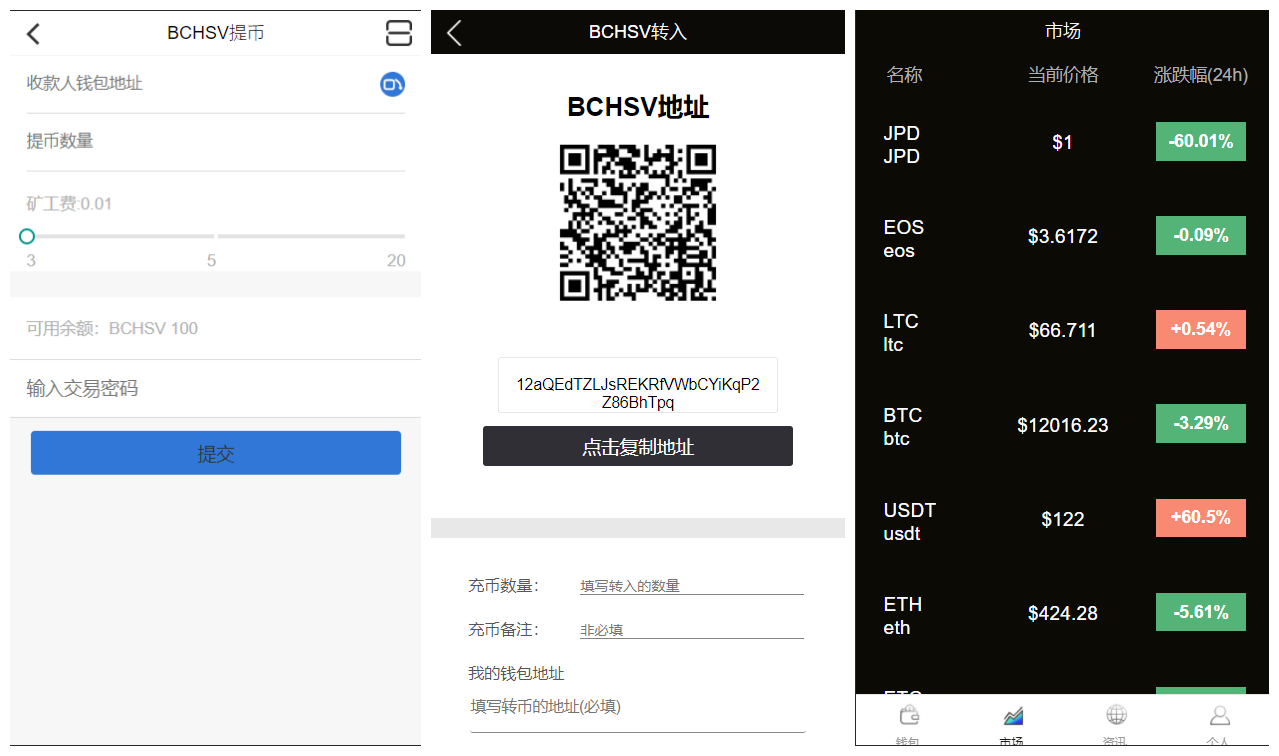 BCHSV提币
收款人钱包地址
提币数量
矿工费:0.01
3 5 20
可用余额：BCHSV 100
输入交易密码
提交
BCHSV转入
BCHSV地址
12aQEdTZLJsREKRfVWbCYiKqP2
Z86BhTpq
点击复制地址
充币数量： 填写转入的数量
充币备注： 非必填
我的钱包地址
填写转币的地址(必填)
市场
名称 当前价格 涨跌幅(24h)
JPD
JPD
$1 -60.01%
EOS
eos
$3.6172 -0.09%
LTC
ltc
$66.711 +0.54%
BTC
btc
$12016.23 -3.29%
USDT
usdt
$122 +60.5%
ETH
eth
$424.28 -5.61%
ETC
钱包 市场 资讯 个人